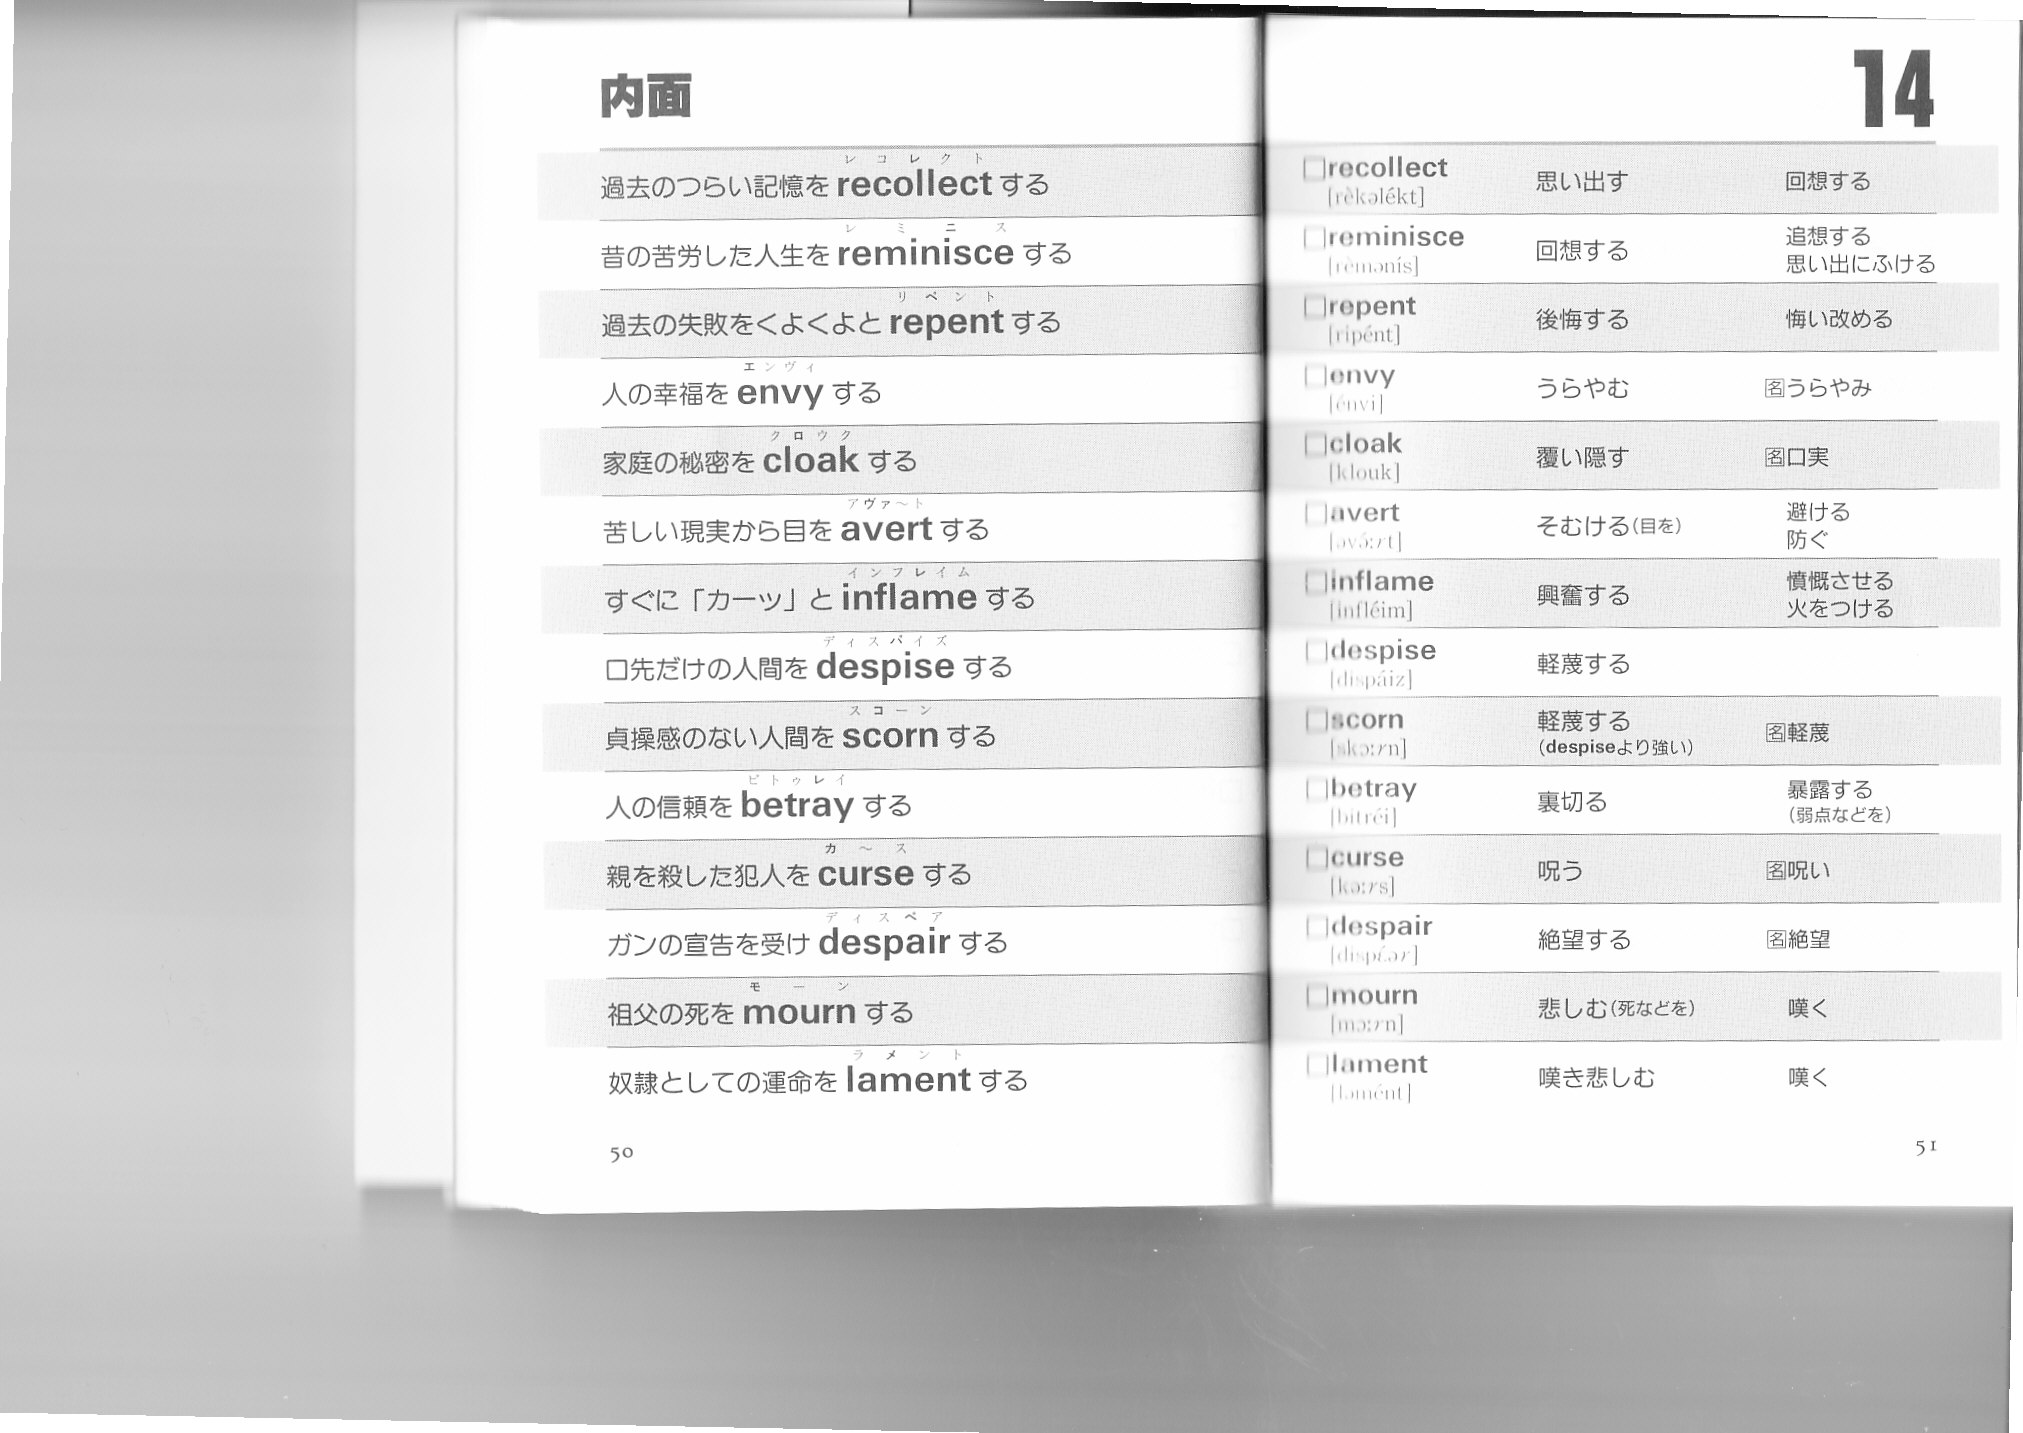 内面
レコレクト
過去のつらい記憶を recollect する
レミニス
昔の苦労した人生を reminisce する
リペント
過去の失敗をくよくよと repent する
エンヴィ
人の幸福を envy する
クロウク
家庭の秘密を cloak する
アヴァ〜ト
苦しい現実から目を avert する
インフレイム
すぐに「カーッ」と inflame する
ディスパイズ
口先だけの人間を despise する
スコーン
貞操感のない人間を scorn する
ビトゥレイ
人の信頼を betray する
カ〜ス
親を殺した犯人を curse する
ディスペア
ガンの宣告を受け despair する
モーン
祖父の死を mourn する
ラメント
奴隷としての運命を lament する
50
14
□recollect 思い出す 回想する
[rèkəlékt]
□reminisce 回想する 追想する
[rèmənís] 思い出にふける
□repent 後悔する 悔い改める
[ripént]
□envy うらやむ 名うらやみ
[énvi]
□cloak 覆い隠す 名口実
[klouk]
□avert そむける(目を) 避ける
[əvə́ːrt] 防ぐ
□inflame 興奮する 憤慨させる
[infléim] 火をつける
□despise 軽蔑する
[dispáiz]
□scorn 軽蔑する 名軽蔑
[skɔːrn] (despiseより強い)
□betray 裏切る 暴露する
[bitréi] (弱点などを)
□curse 呪う 名呪い
[kəːrs]
□despair 絶望する 名絶望
[dispɛ́ər]
□mourn 悲しむ(死などを) 嘆く
[mɔːrn]
□lament 嘆き悲しむ 嘆く
[ləmént]
51